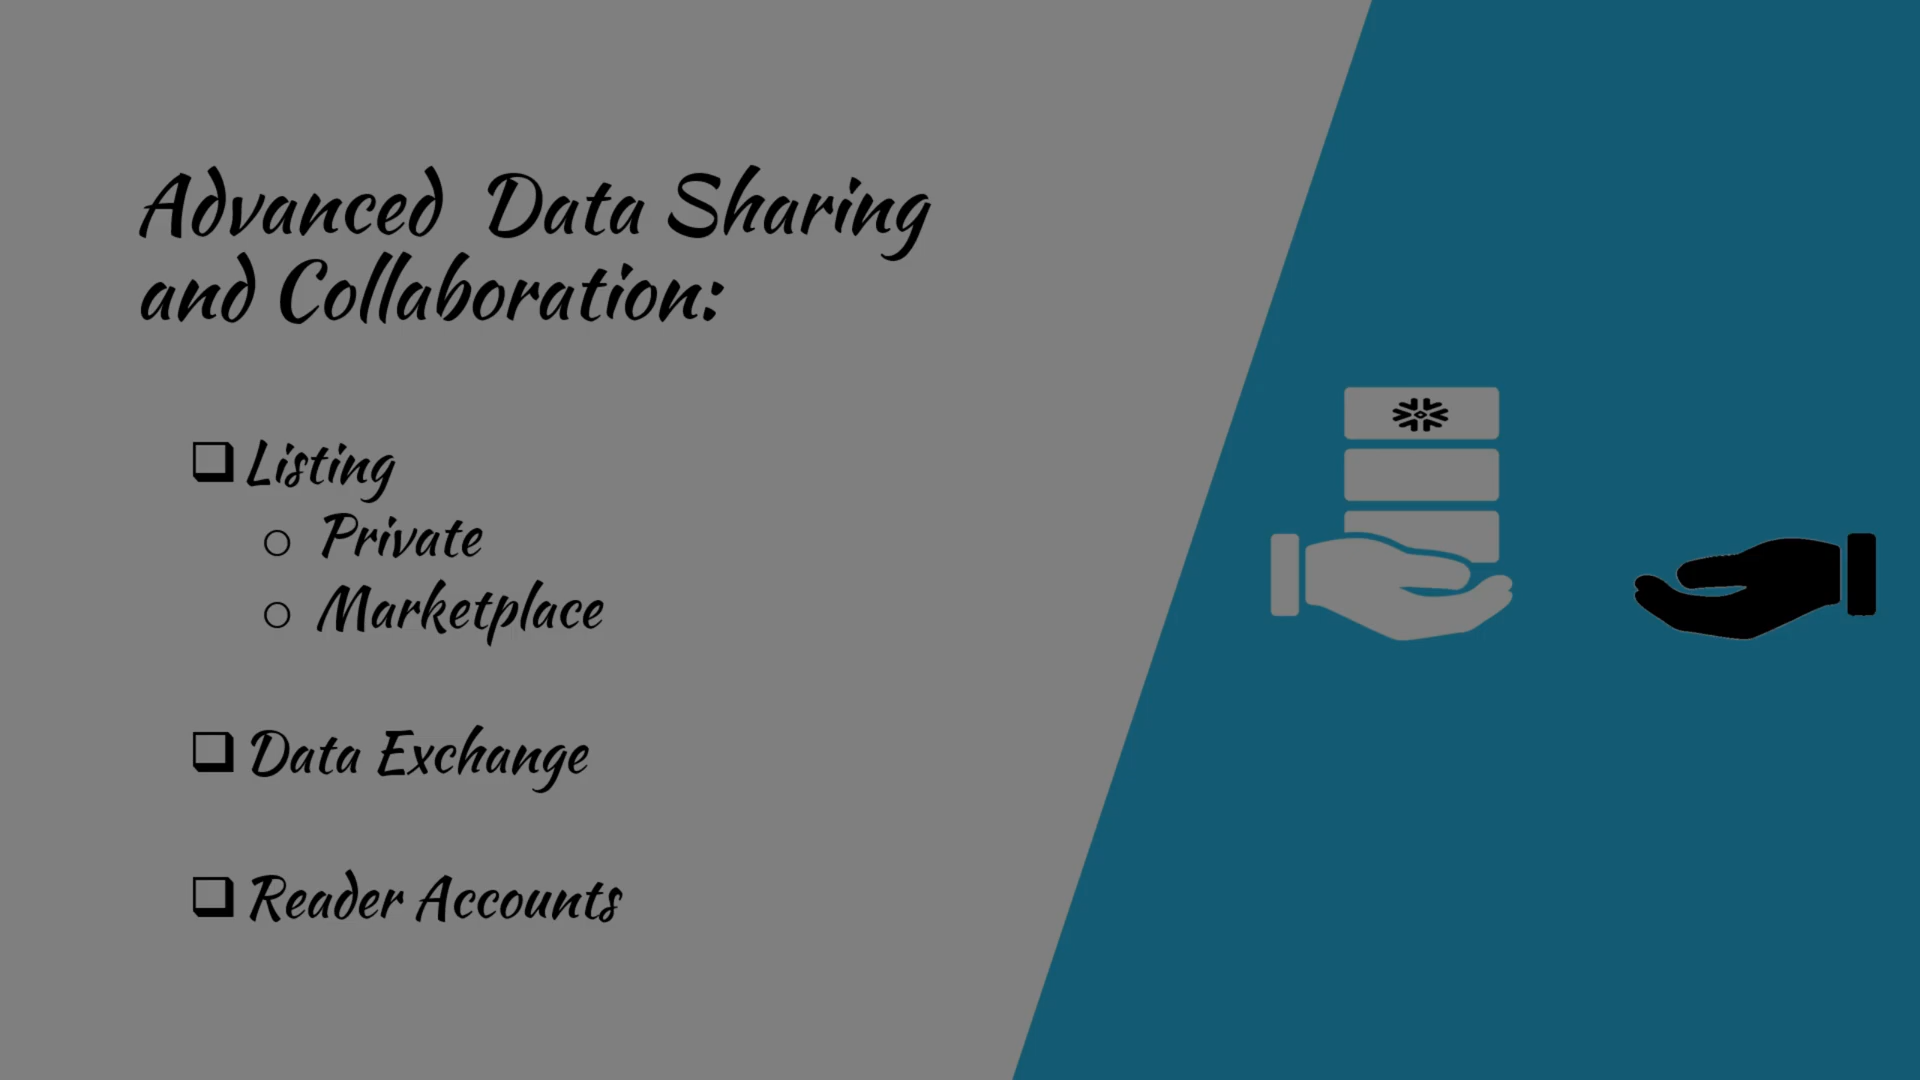 Advanced Data Sharing
and Collaboration:
Listing
Private
Marketplace
Data Exchange
Reader Accounts